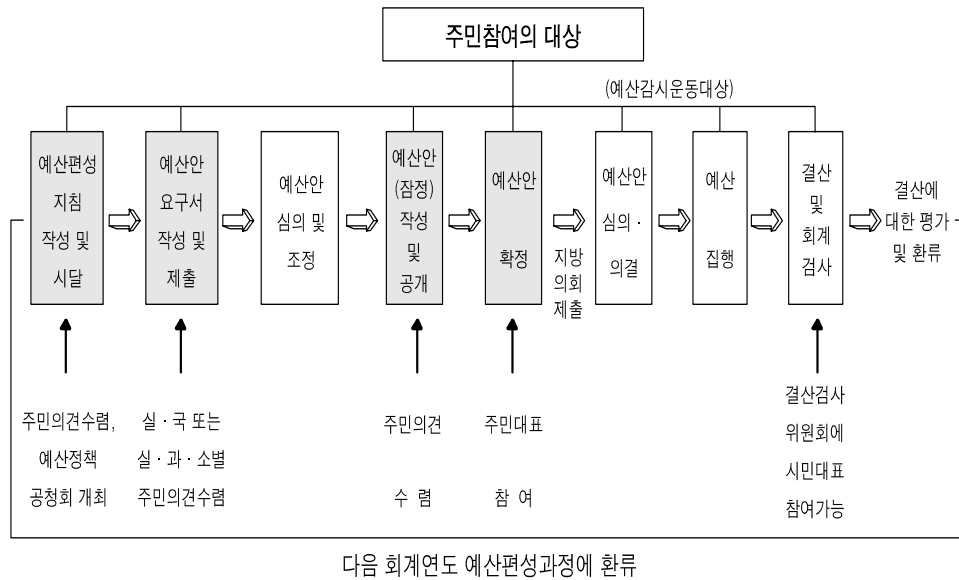 주민참여의 대상
(예산감시운동대상)
예산편성
지침
작성 및
시달
예산안
요구서
작성 및
제출
예산안
심의 및
조정
예산안
(잠정)
작성
및
공개
예산안
확정
지방
의회
제출
예산안
심의 ·
의결
예산
집행
결산
및
회계
검사
결산에
대한 평가
및 환류
주민의견수렴,
예산정책
공청회 개최
실 · 국 또는
실 · 과 · 소별
주민의견수렴
주민의견
수 렴
주민대표
참 여
결산검사
위원회에
시민대표
참여가능
다음 회계연도 예산편성과정에 환류